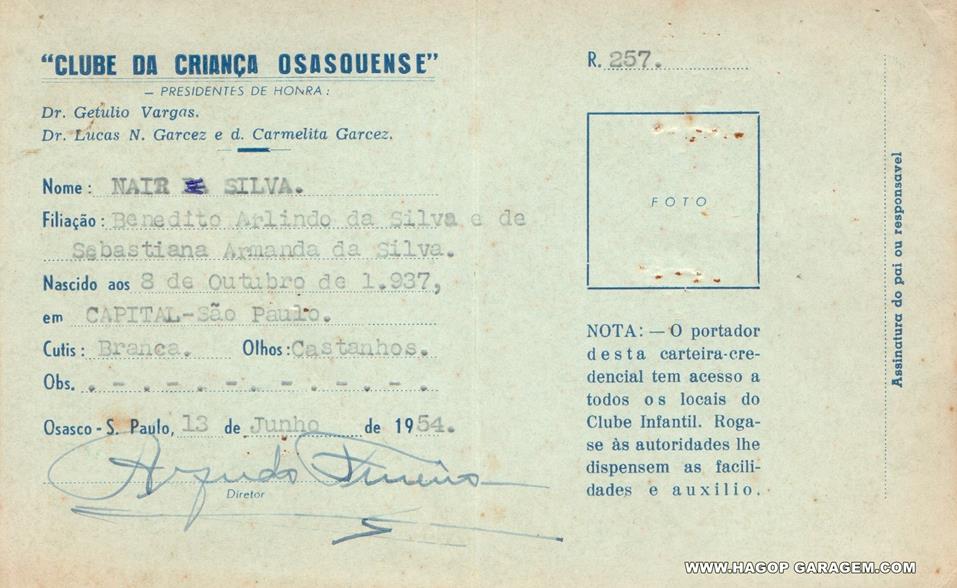 "CLUBE DA CRIANÇA OSASQUENSE"
— PRESIDENTES DE HONRA:
Dr. Getulio Vargas.
Dr. Lucas N. Garcez e d. Carmelita Garcez.
Nome: NAIR SILVA.
Filiação: Benedito Arlindo da Silva e de
Sebastiana Armanda da Silva.
Nascido aos 8 de Outubro de 1.937,
em CAPITAL-São Paulo.
Cutis: Branca. Olhos: Castanhos.
Obs. . - . - . - . - . - . - .
Osasco - S. Paulo, 13 de Junho de 1954.
Diretor
R. 257.
FOTO
NOTA: — O portador
desta carteira-cre-
dencial tem acesso a
todos os locais do
Clube Infantil. Roga-
se às autoridades lhe
dispensem as facili-
dades e auxilio.
Assinatura do pai ou responsavel
WWW.HAGOP GARAGEM.COM